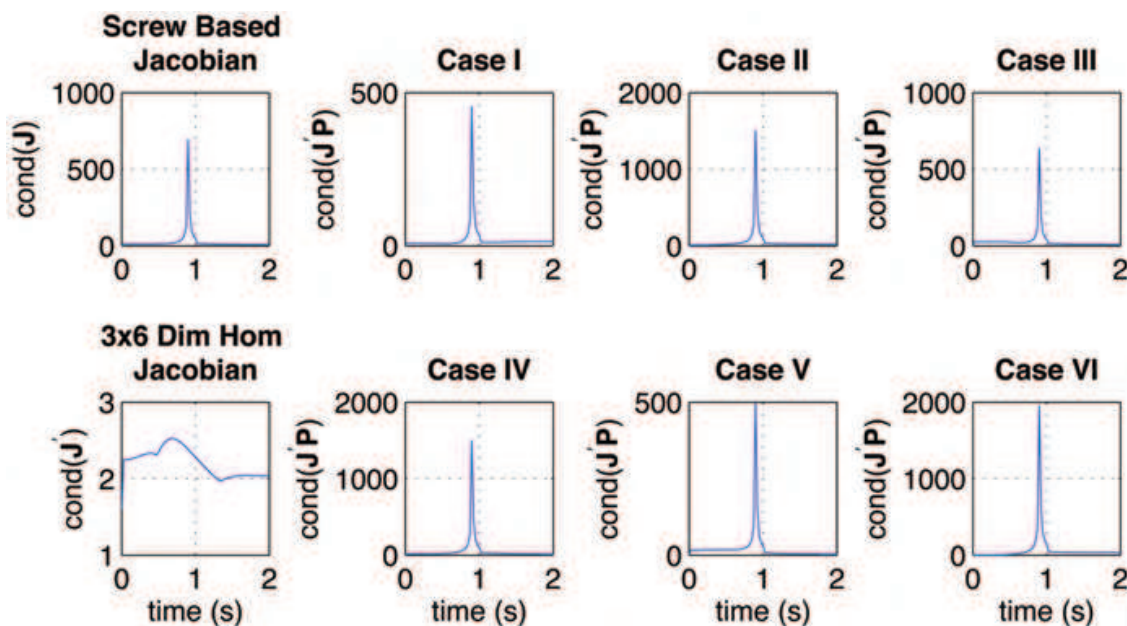 Screw Based
Jacobian
Case I
Case II
Case III
1000
500
0
cond(J)
0 1 2
500
0
cond(J′P)
0 1 2
2000
1000
0
cond(J′P)
0 1 2
1000
500
0
cond(J′P)
0 1 2
3x6 Dim Hom
Jacobian
Case IV
Case V
Case VI
3
2
1
cond(J′)
0 1 2
time (s)
2000
1000
0
cond(J′P)
0 1 2
time (s)
500
0
cond(J′P)
0 1 2
time (s)
2000
1000
0
cond(J′P)
0 1 2
time (s)